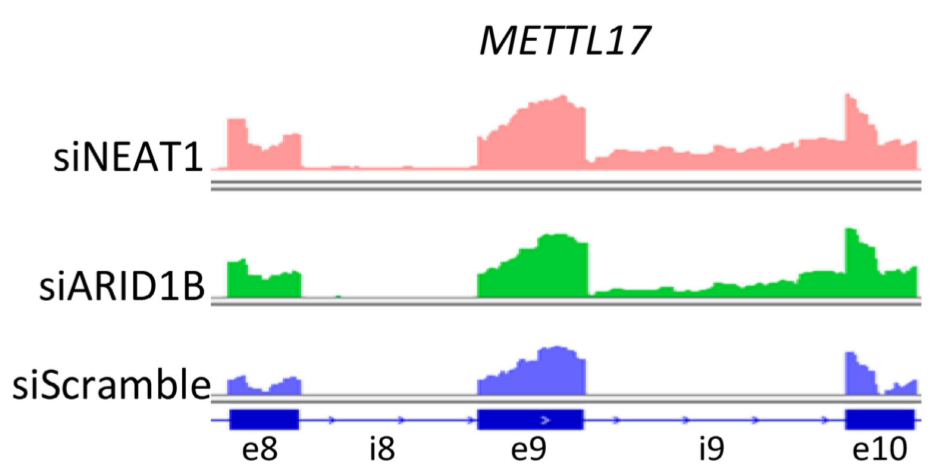 METTL17
siNEAT1
siARID1B
siScramble
e8 i8 e9 i9 e10